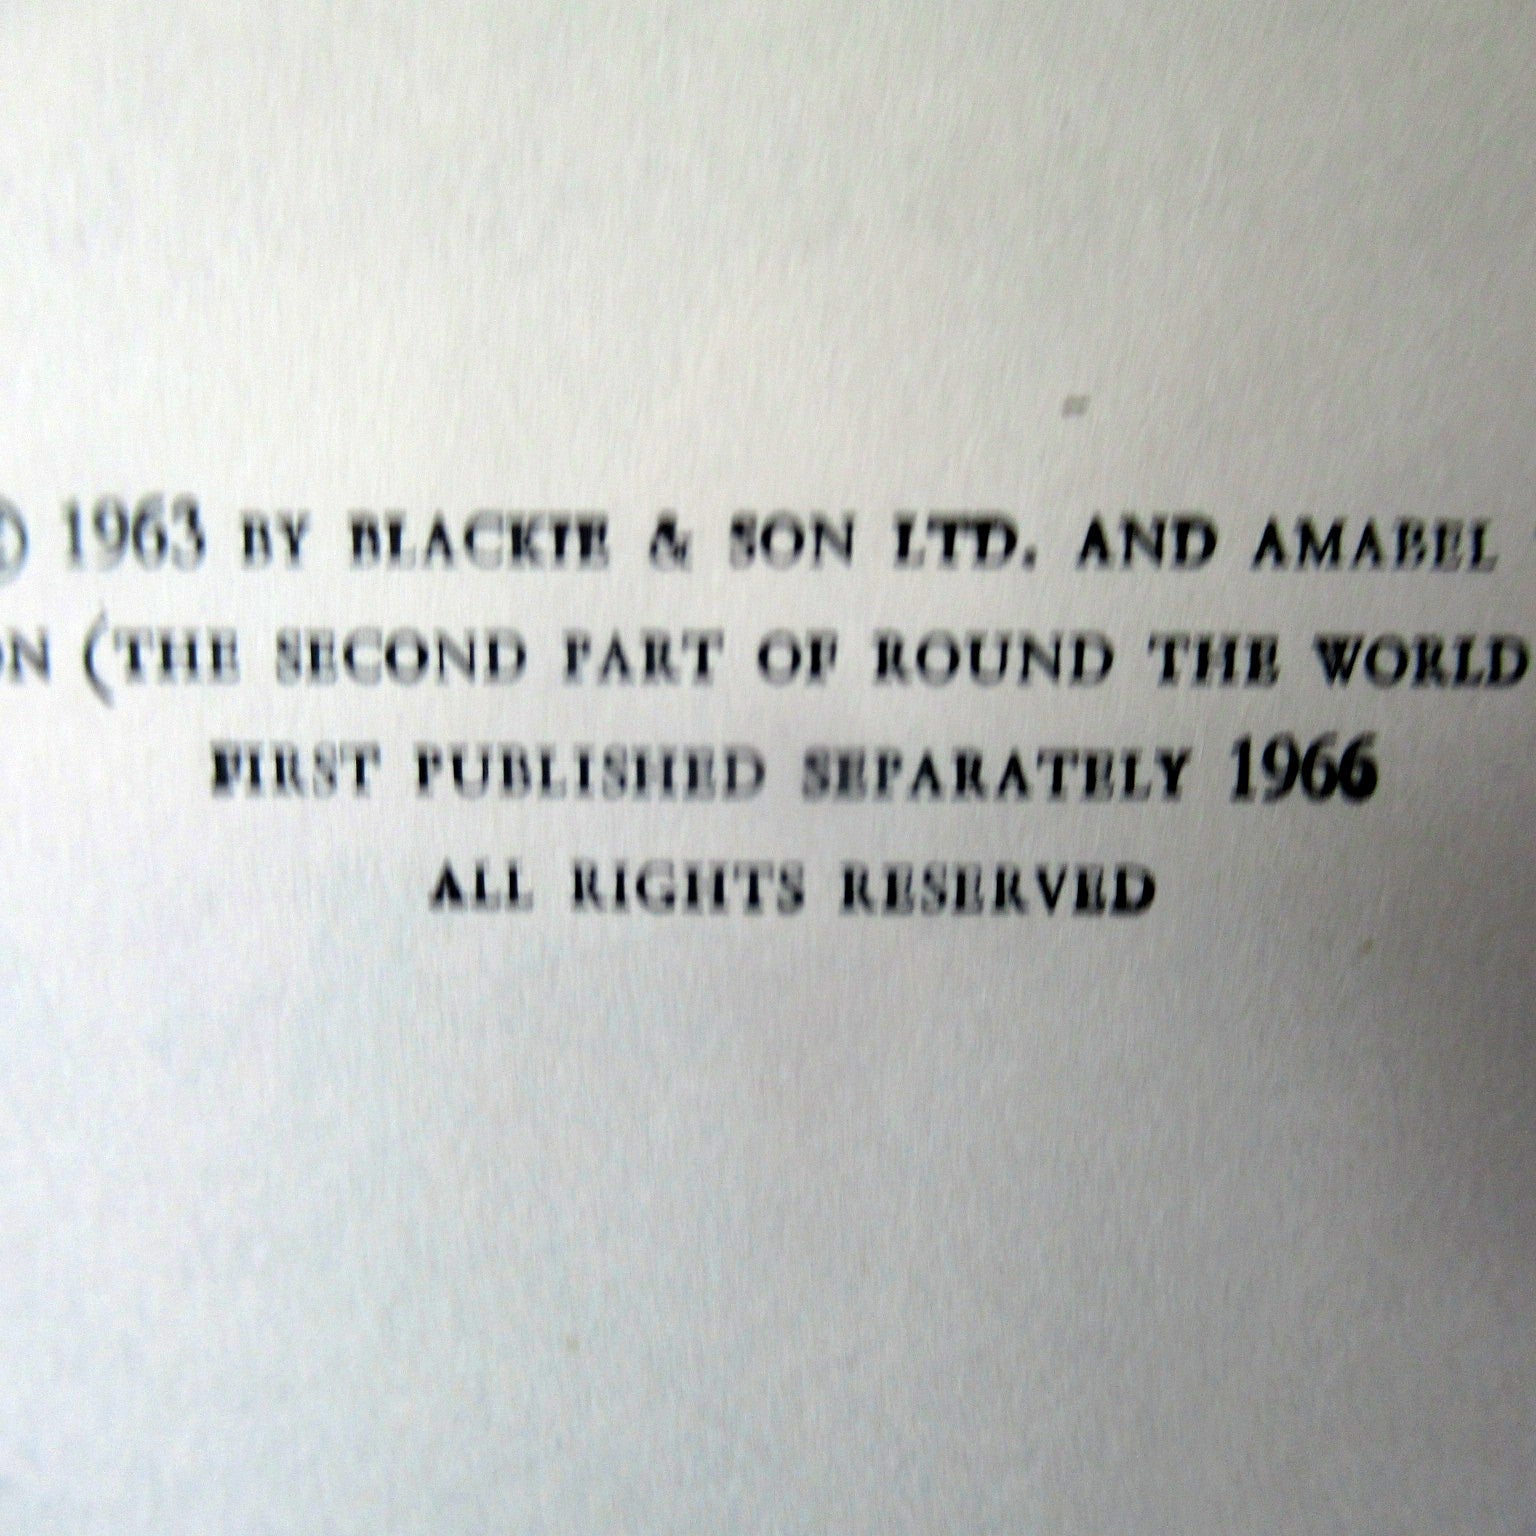 © 1963 BY BLACKIE & SON LTD. AND AMABEL
ON (THE SECOND PART OF ROUND THE WORLD
FIRST PUBLISHED SEPARATELY 1966
ALL RIGHTS RESERVED